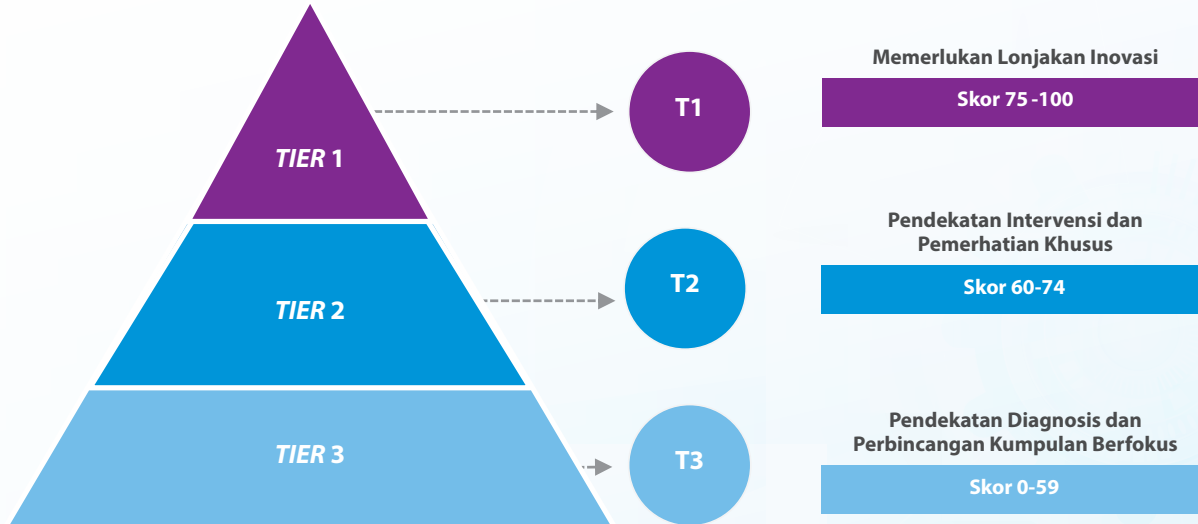 Memerlukan Lonjakan Inovasi
T1
Skor 75 -100
TIER 1
Pendekatan Intervensi dan
Pemerhatian Khusus
T2
Skor 60-74
TIER 2
Pendekatan Diagnosis dan
Perbincangan Kumpulan Berfokus
TIER 3
T3
Skor 0-59